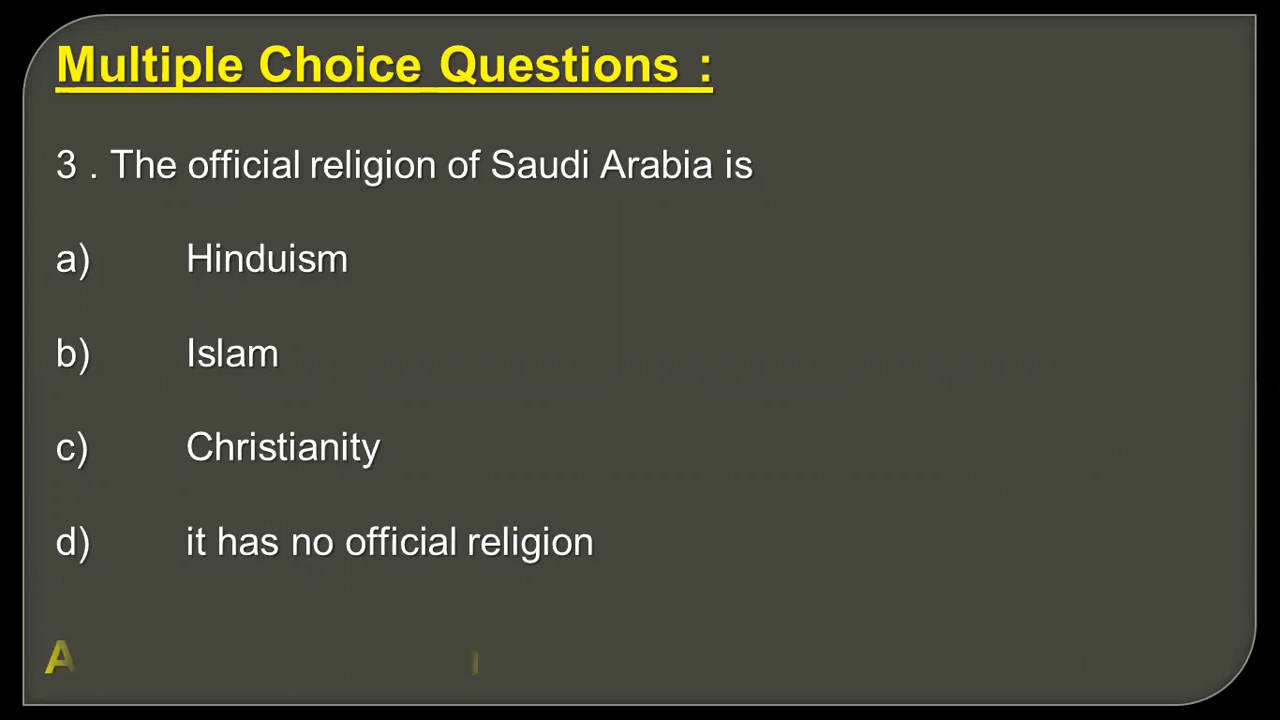 Multiple Choice Questions :
3 . The official religion of Saudi Arabia is
a) Hinduism
b) Islam
c) Christianity
d) it has no official religion
A